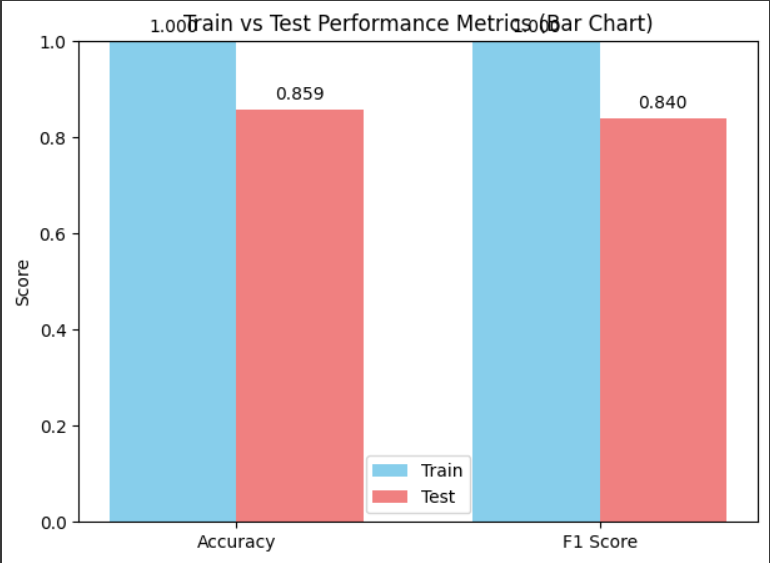 Train vs Test Performance Metrics (Bar Chart)
1.000
1.000
1.0
0.859
0.840
0.8
0.6
Score
0.4
0.2
Train
Test
0.0
Accuracy
F1 Score